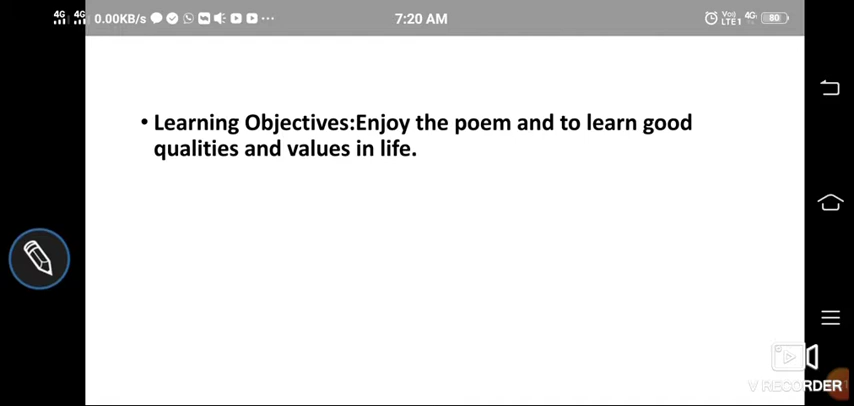 4G 4G 0.00KB/s 7:20 AM Vo) LTE1 4G 80
• Learning Objectives:Enjoy the poem and to learn good
qualities and values in life.
V RECORDER